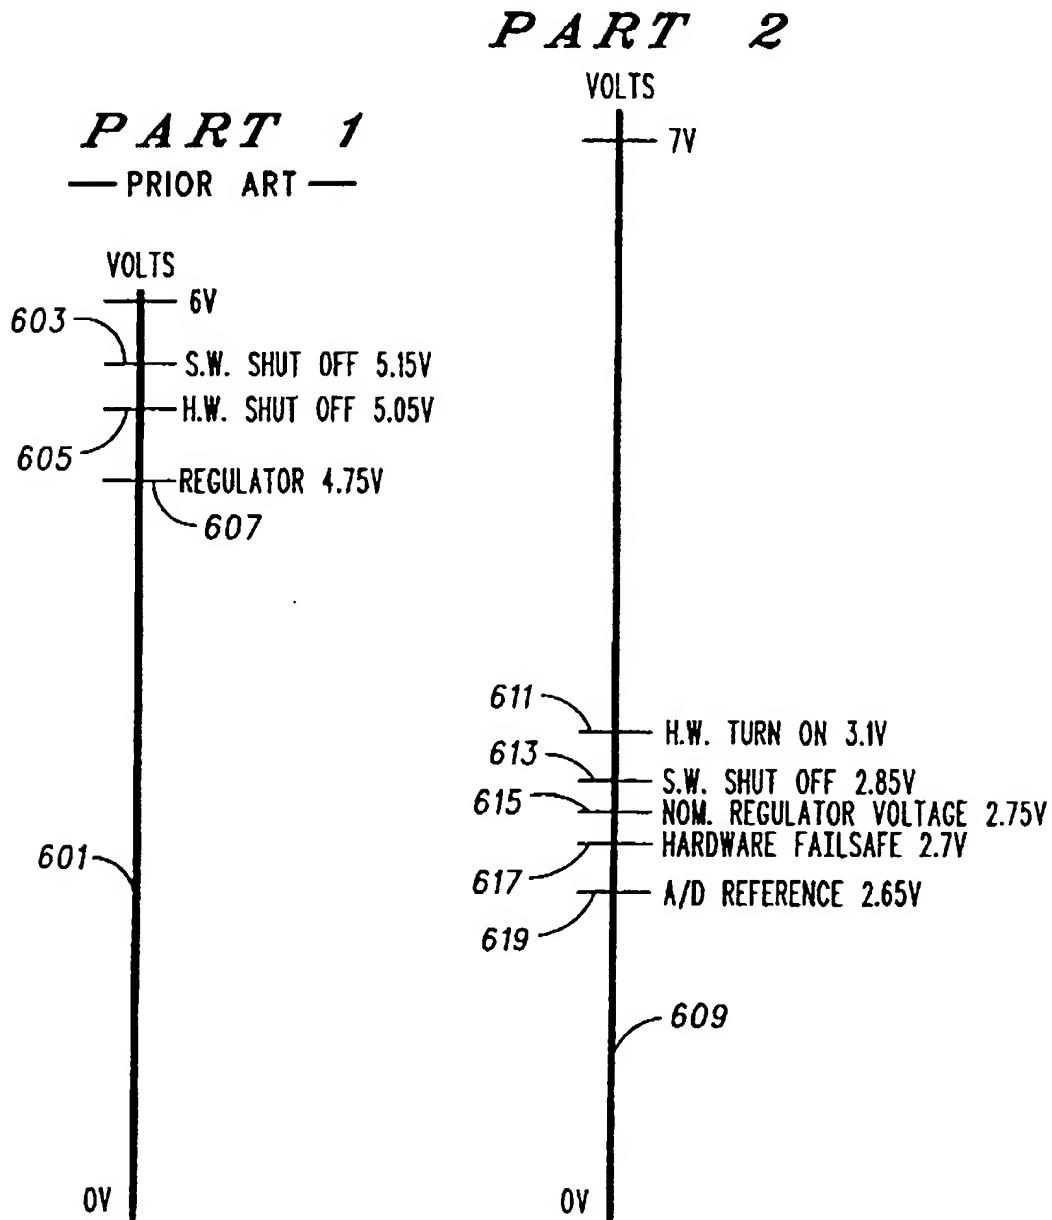 PART 1
— PRIOR ART —
VOLTS
6V
603
S.W. SHUT OFF 5.15V
H.W. SHUT OFF 5.05V
605
REGULATOR 4.75V
607
601
0V
PART 2
VOLTS
7V
611
H.W. TURN ON 3.1V
613
S.W. SHUT OFF 2.85V
615
NOM. REGULATOR VOLTAGE 2.75V
HARDWARE FAILSAFE 2.7V
617
A/D REFERENCE 2.65V
619
609
0V